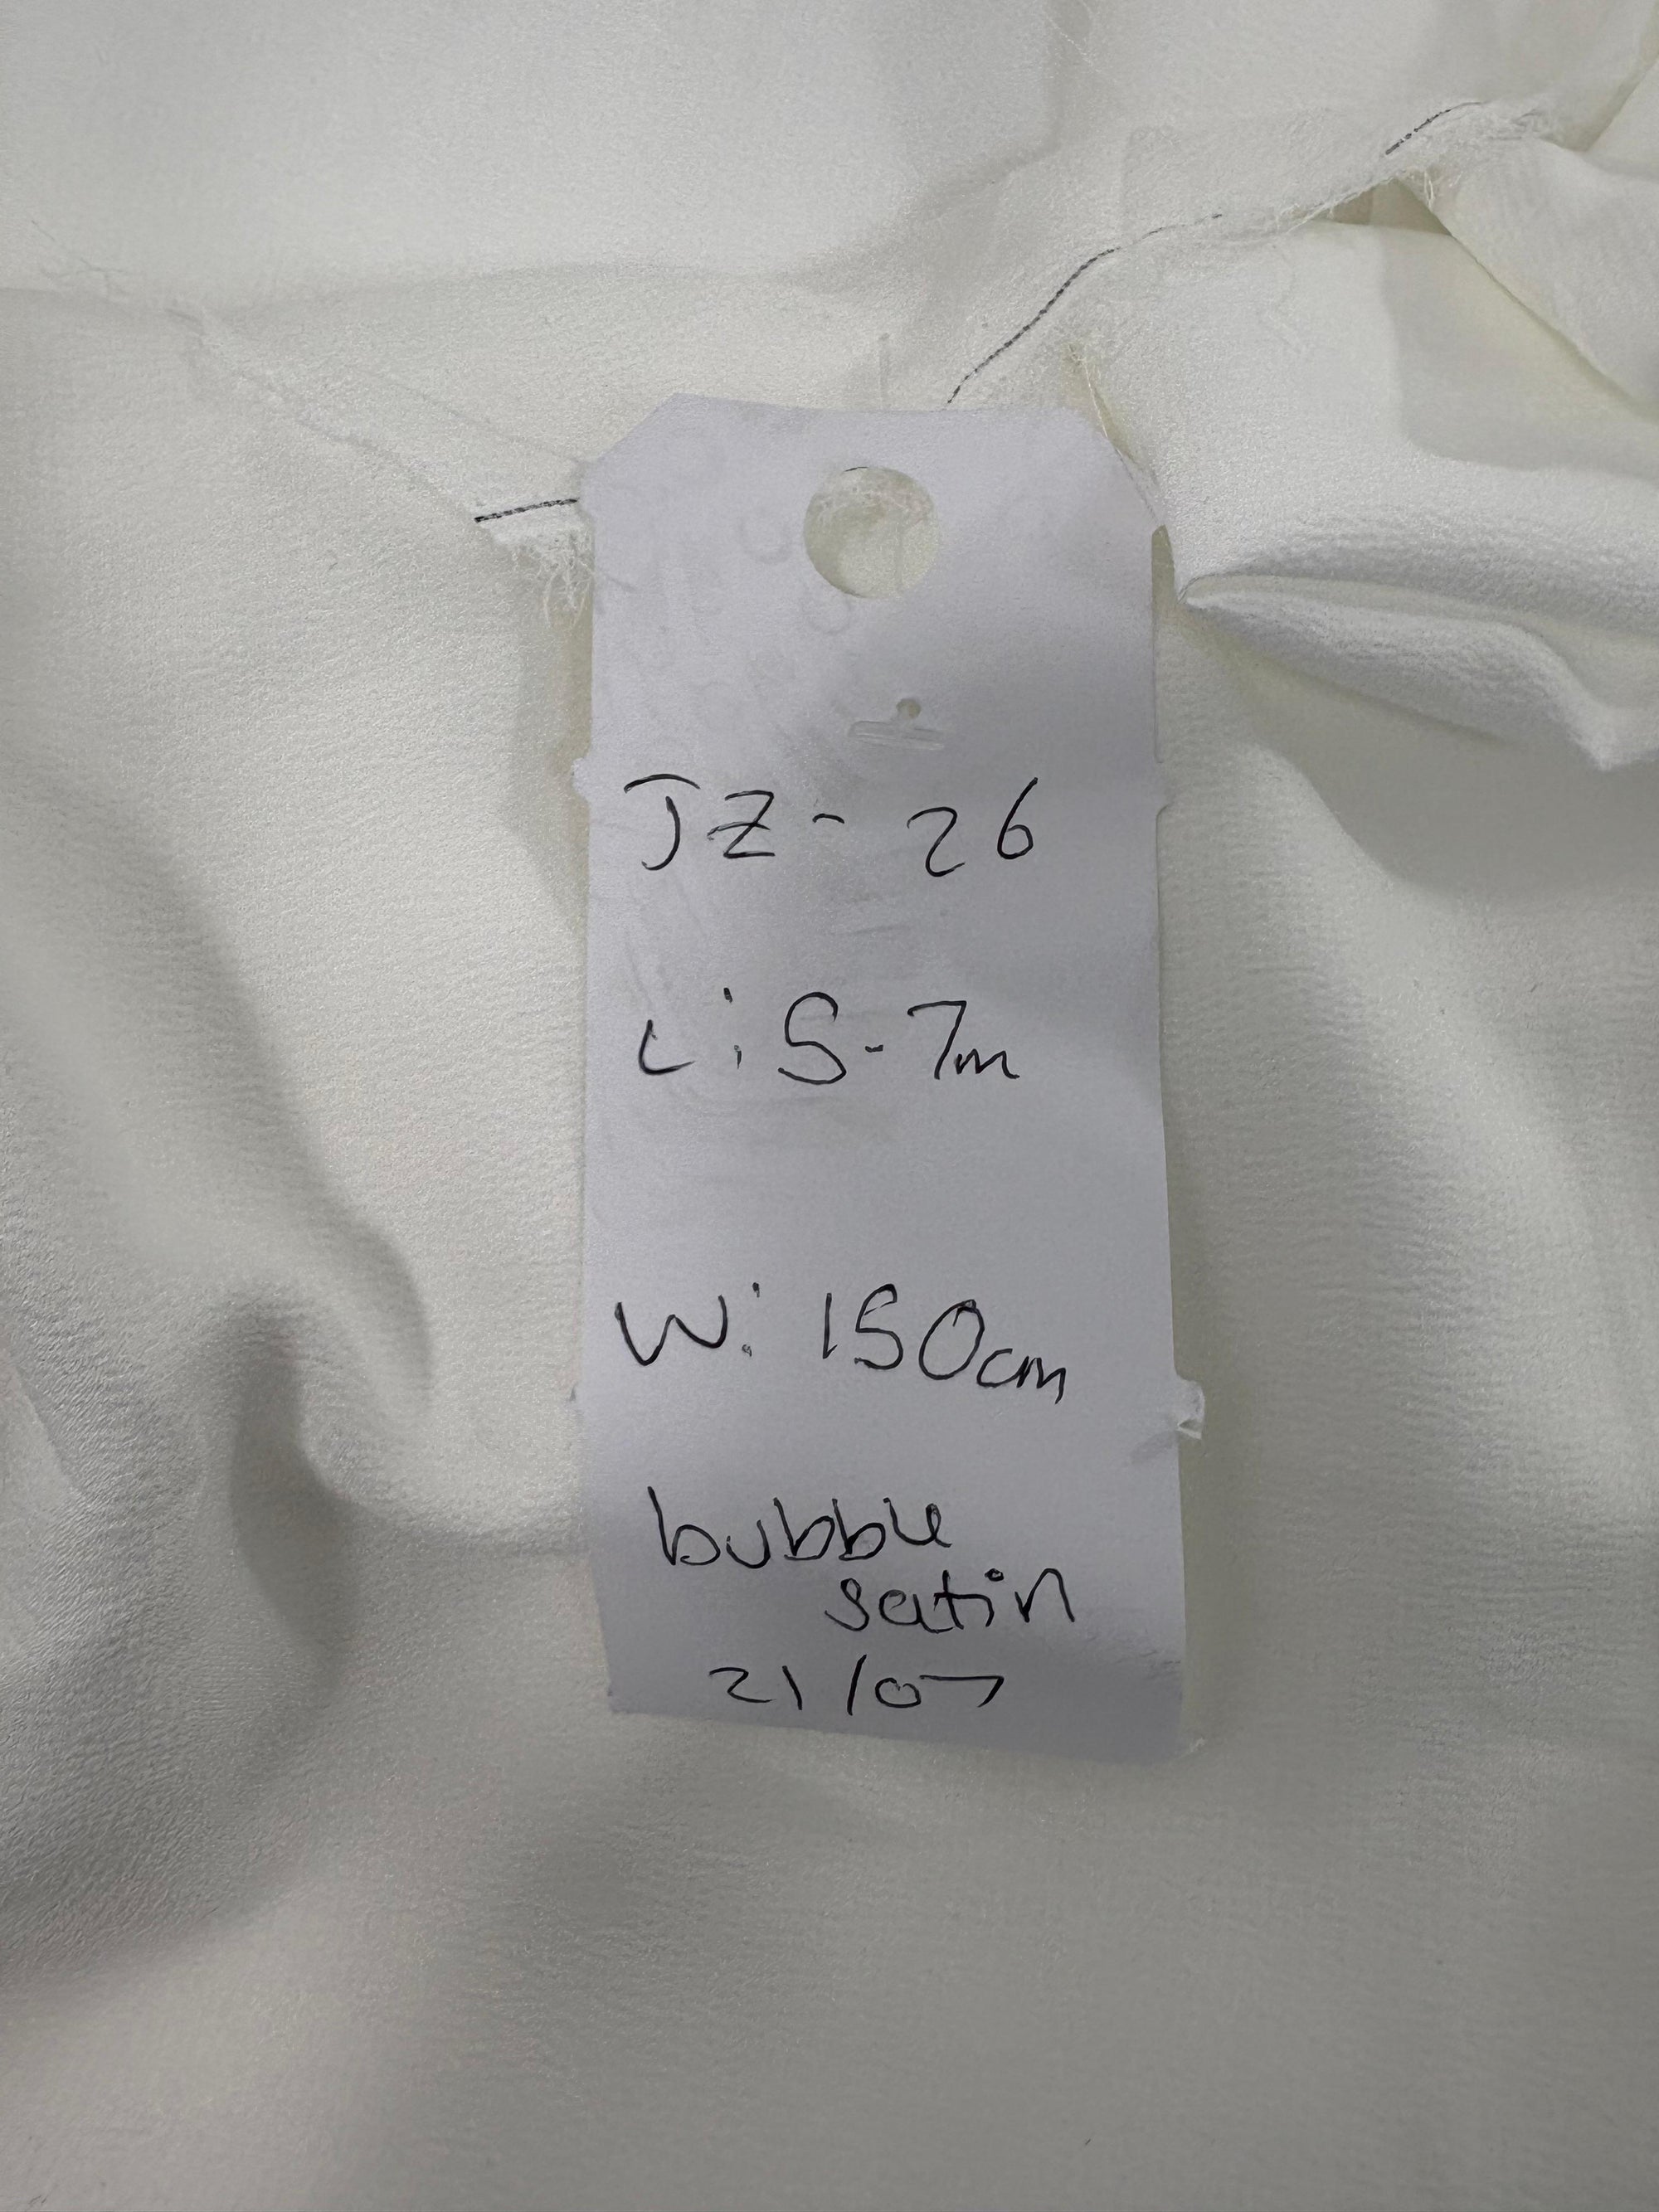 JZ - 26
L: 5-7m
W: 150cm
bubble
satin
21/07